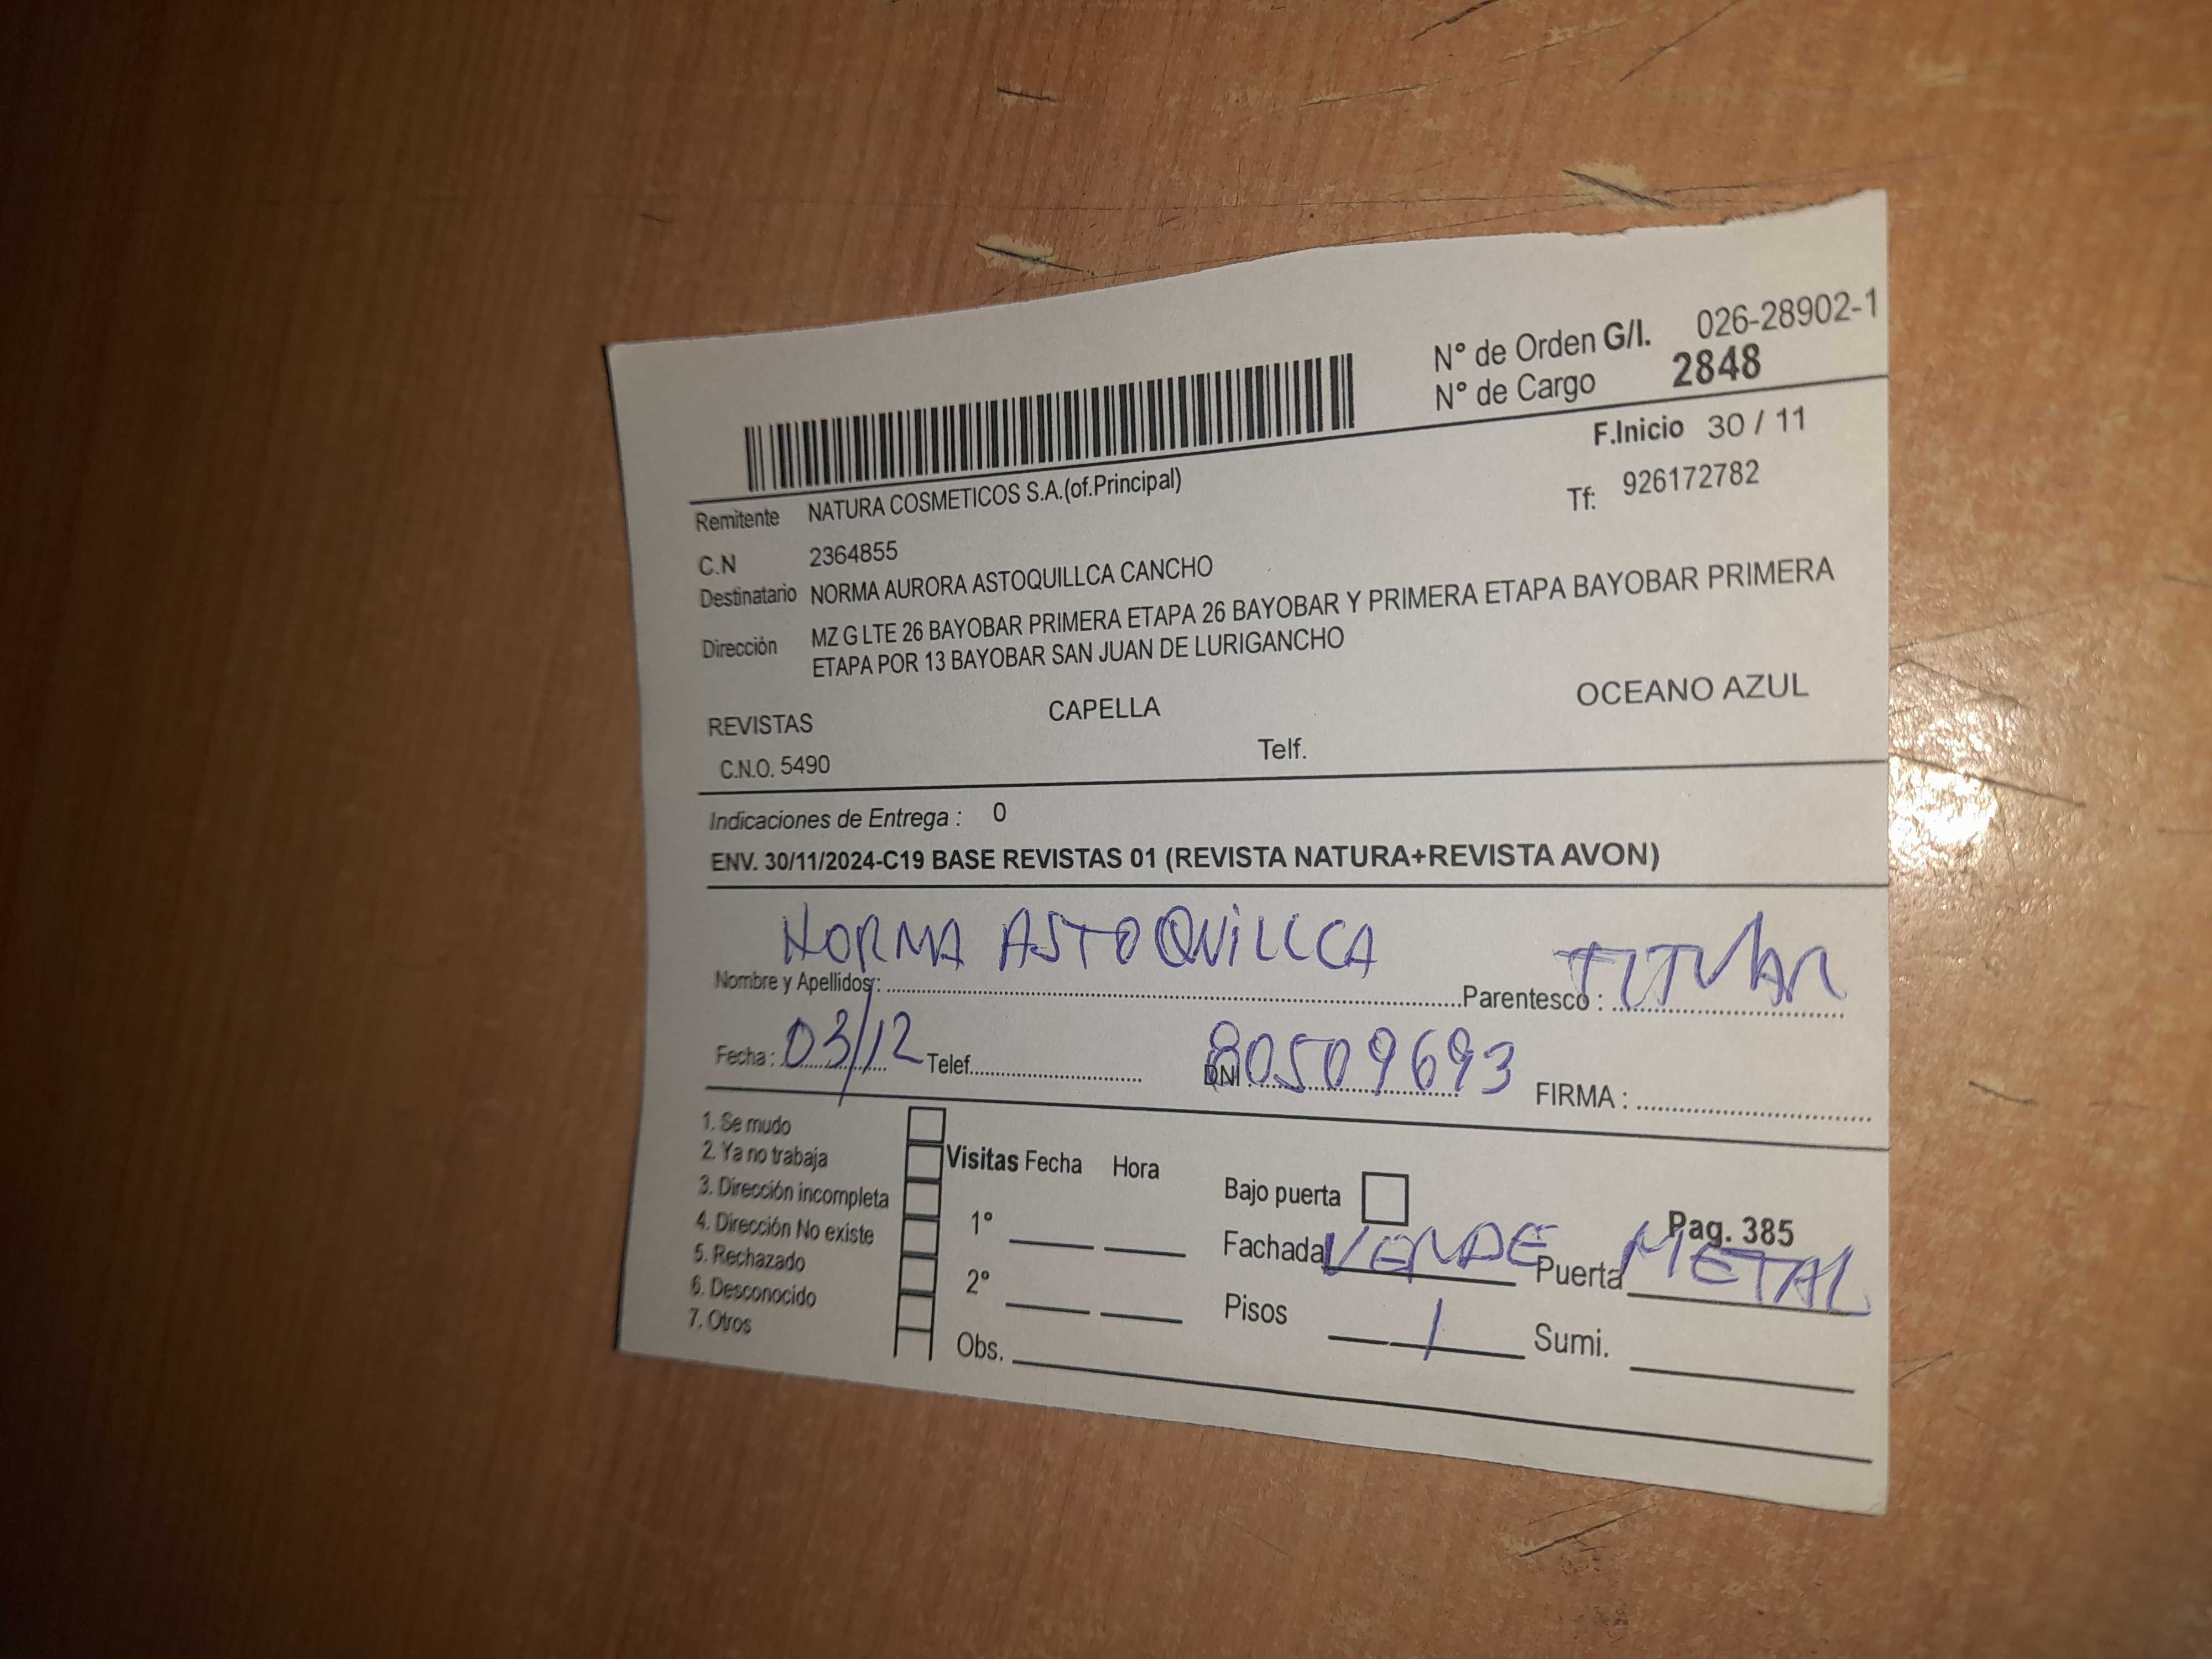 N° de Orden G/I. 026-28902-1
N° de Cargo 2848
F.Inicio 30 / 11
Remitente NATURA COSMETICOS S.A.(of.Principal)
Tf: 926172782
C.N 2364855
Destinatario NORMA AURORA ASTOQUILLCA CANCHO
Dirección MZ G LTE 26 BAYOBAR PRIMERA ETAPA 26 BAYOBAR Y PRIMERA ETAPA BAYOBAR PRIMERA
ETAPA POR 13 BAYOBAR SAN JUAN DE LURIGANCHO
REVISTAS CAPELLA OCEANO AZUL
C.N.O. 5490 Telf.
Indicaciones de Entrega : 0
ENV. 30/11/2024-C19 BASE REVISTAS 01 (REVISTA NATURA+REVISTA AVON)
Nombre y Apellidos : NORMA ASTOQUILLCA Parentesco : TITULAR
Fecha : 03/12 Telef. DNI : 80509693 FIRMA :
1. Se mudo
2. Ya no trabaja
3. Dirección incompleta
4. Dirección No existe
5. Rechazado
6. Desconocido
7. Otros
Visitas Fecha Hora
1°
2°
Obs.
Bajo puerta
Pag. 385
Fachada VERDE Puerta METAL
Pisos 1 Sumi.